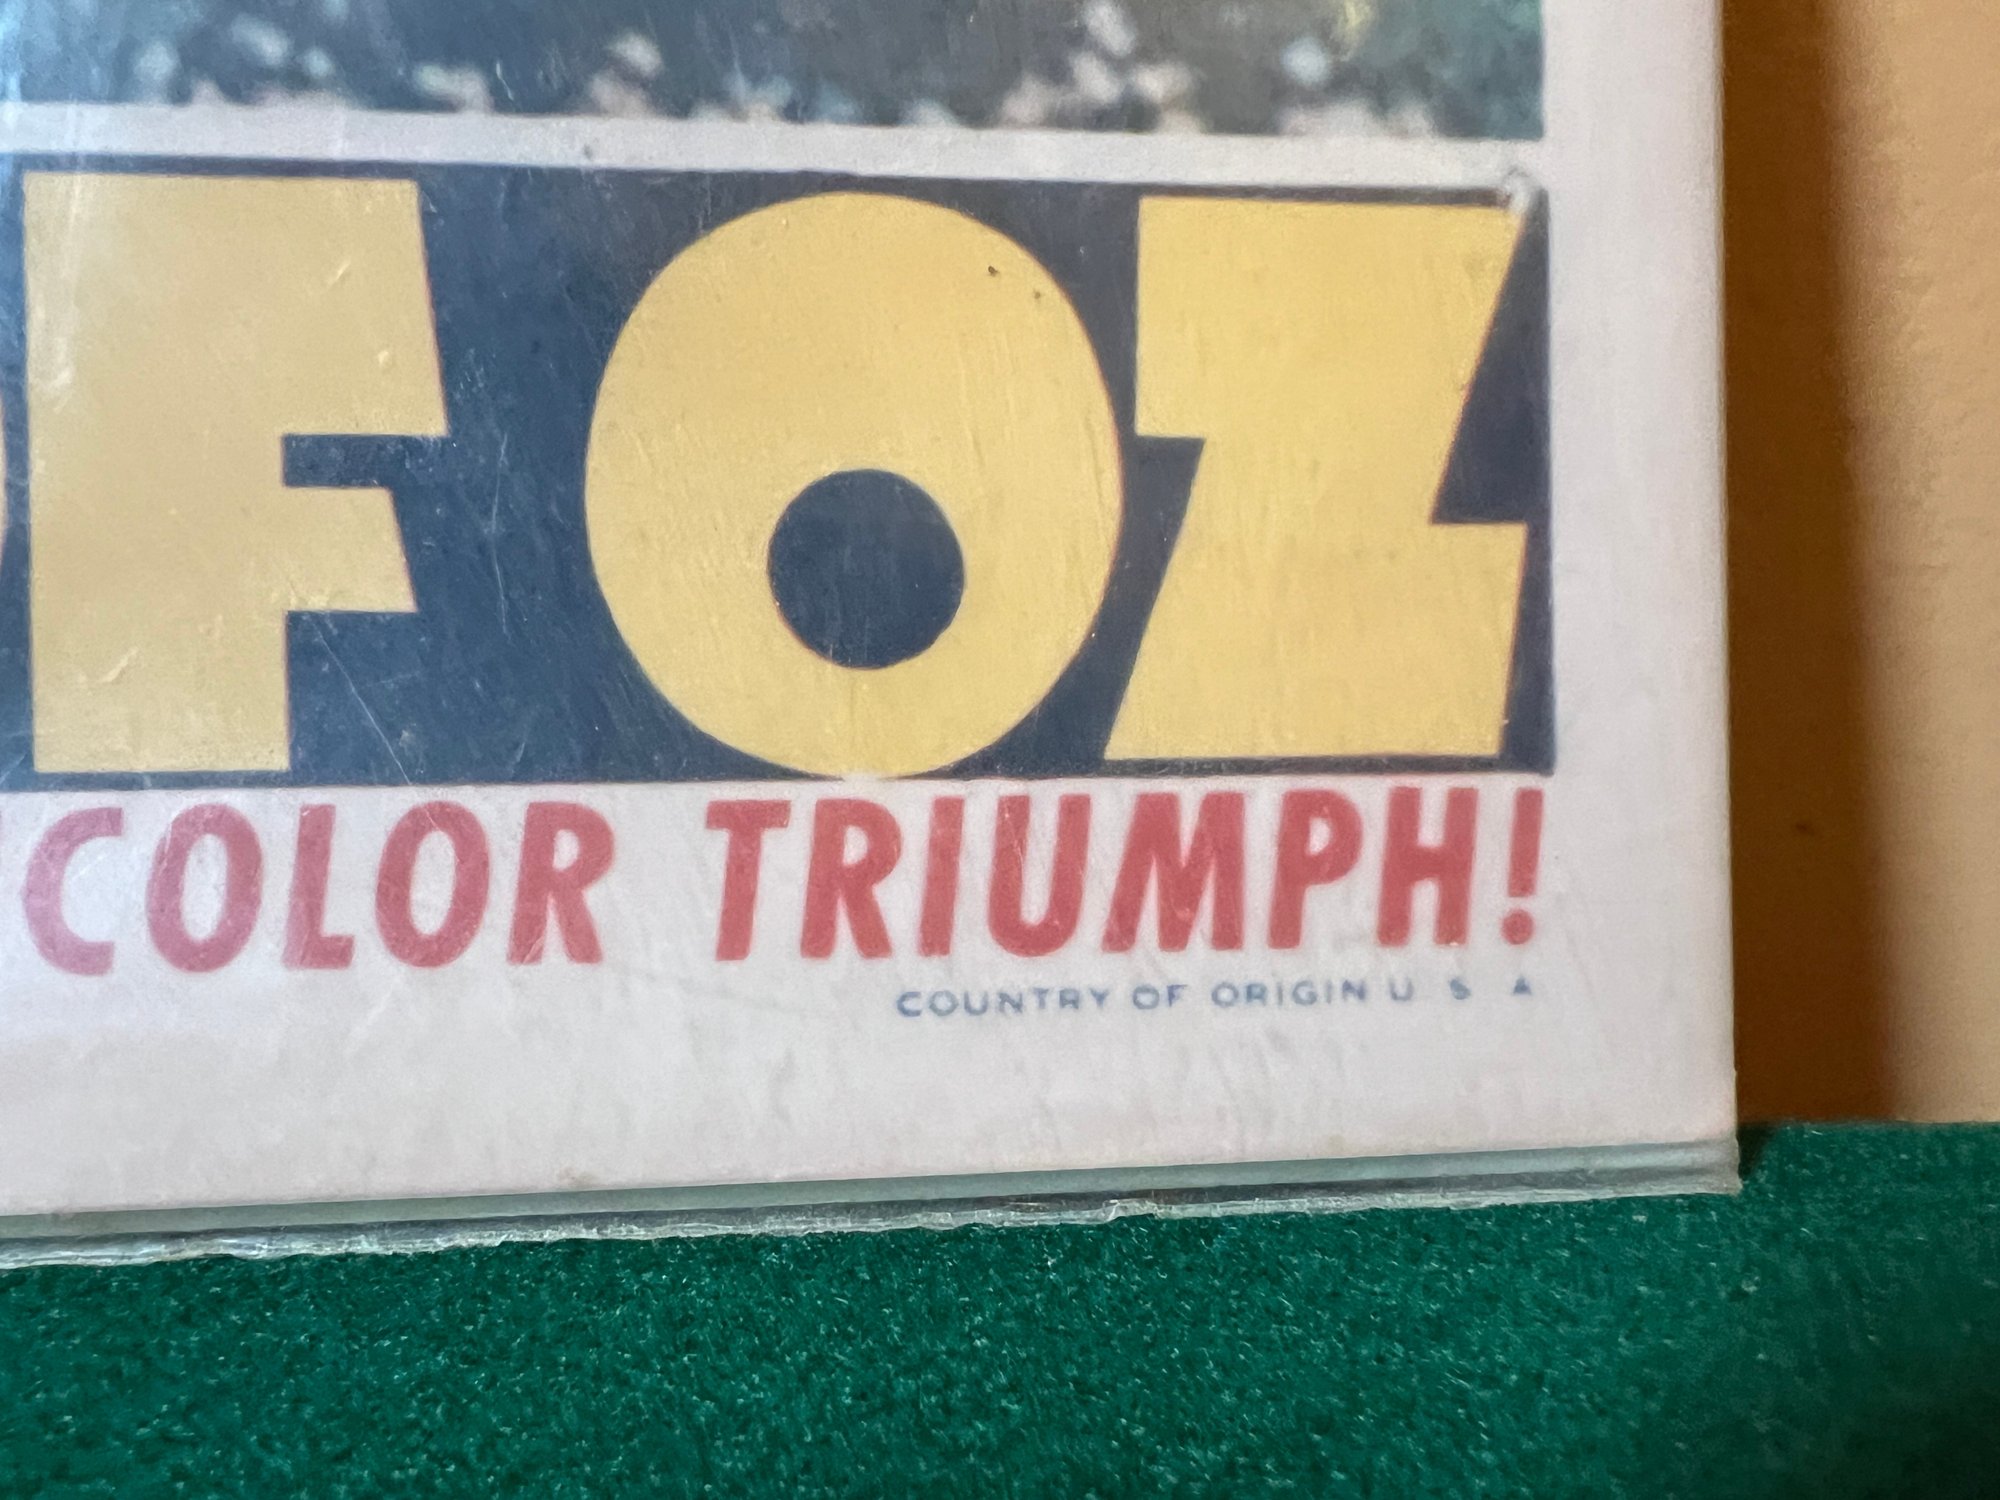 F OZ
COLOR TRIUMPH!
COUNTRY OF ORIGIN U S A